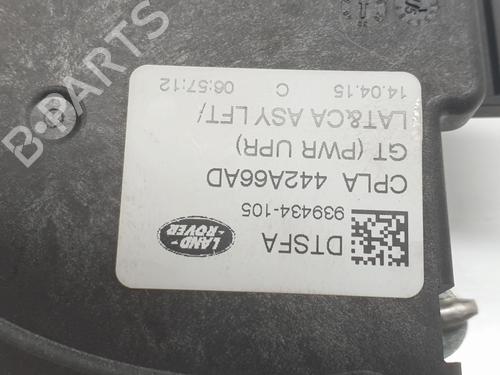 DTSFA
939434-105
CPLA 442A66AD
GT (PWR UPR)
LAT&CA ASY LFT/
14.04.15 C 06:57:12
LAND-
ROVER
B-PARTS